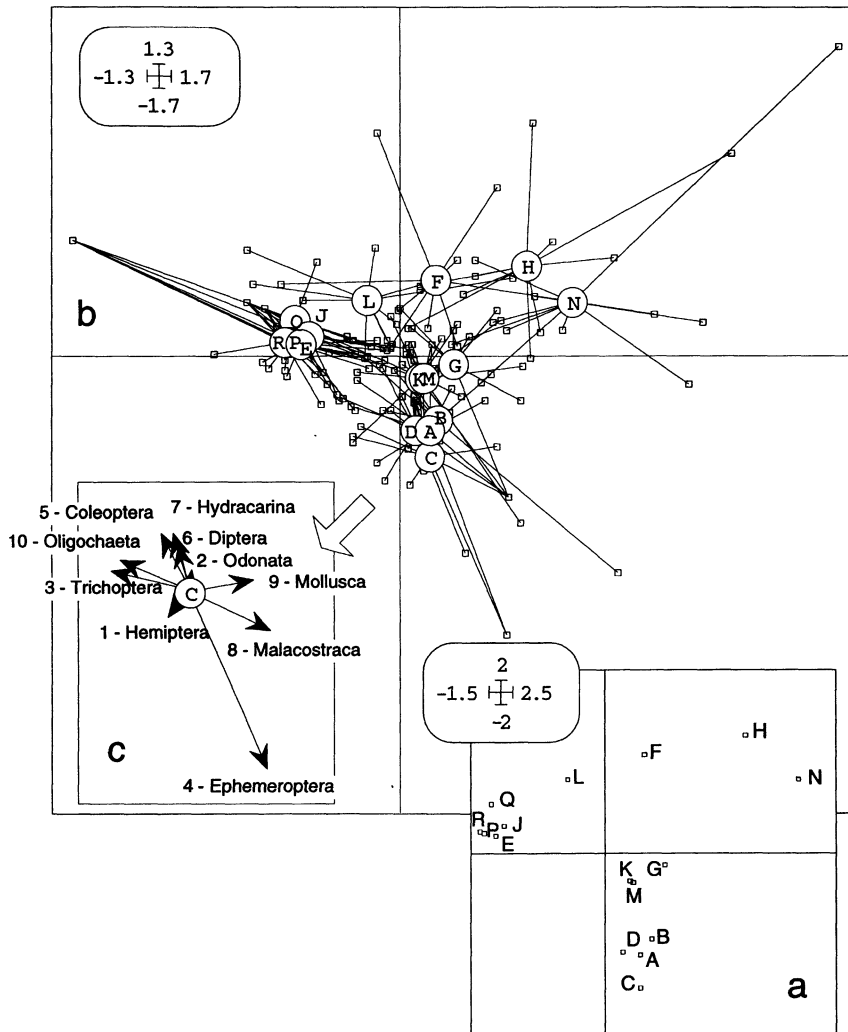 1.3
-1.3 1.7
-1.7
H
F
N
L
b
Q J
R P E
G
K M
B
D A
C
7 - Hydracarina
5 - Coleoptera
6 - Diptera
10 - Oligochaeta
2 - Odonata
9 - Mollusca
3 - Trichoptera
C
1 - Hemiptera
8 - Malacostraca
2
-1.5 2.5
-2
c
4 - Ephemeroptera
H
F
L
N
Q
R P J
E
K G
M
D B
A
C
a